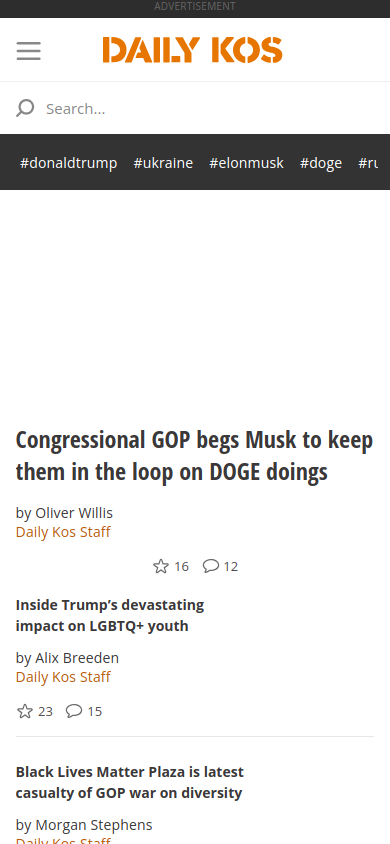 ADVERTISEMENT
DAILY KOS
Search...
#donaldtrump #ukraine #elonmusk #doge
Congressional GOP begs Musk to keep
them in the loop on DOGE doings
by Oliver Willis
Daily Kos Staff
16 12
Inside Trump’s devastating
impact on LGBTQ+ youth
by Alix Breeden
Daily Kos Staff
23 15
Black Lives Matter Plaza is latest
casualty of GOP war on diversity
by Morgan Stephens
Daily Kos Staff